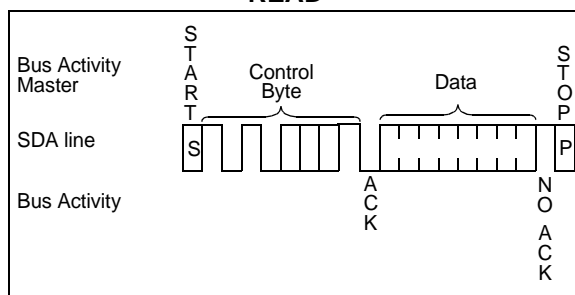 READ
START
Bus Activity
Master
Control
Byte
Data
STOP
SDA line
S
P
Bus Activity
ACK
NO ACK